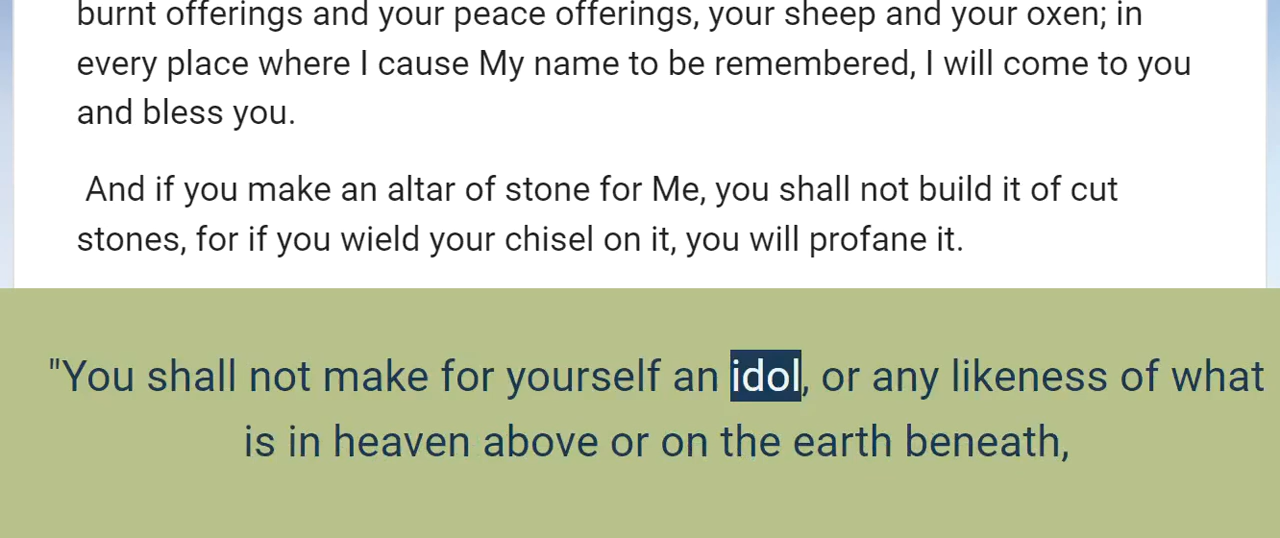 burnt offerings and your peace offerings, your sheep and your oxen; in
every place where I cause My name to be remembered, I will come to you
and bless you.
And if you make an altar of stone for Me, you shall not build it of cut
stones, for if you wield your chisel on it, you will profane it.
"You shall not make for yourself an idol, or any likeness of what
is in heaven above or on the earth beneath,